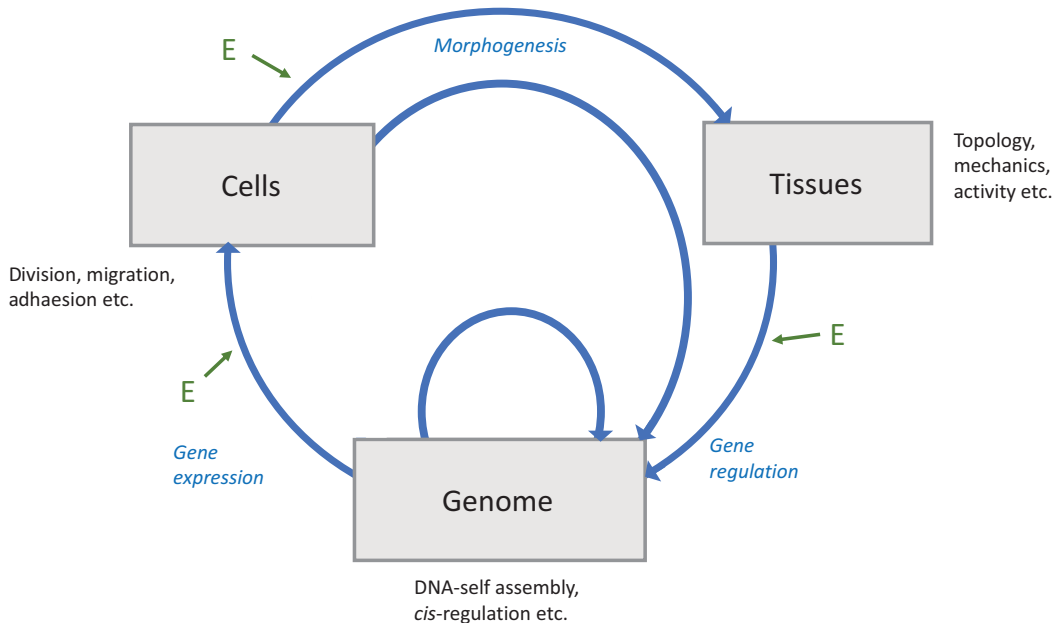 E
Morphogenesis
Cells
Tissues
Topology,
mechanics,
activity etc.
Division, migration,
adhaesion etc.
E
E
Gene
expression
Gene
regulation
Genome
DNA-self assembly,
cis-regulation etc.